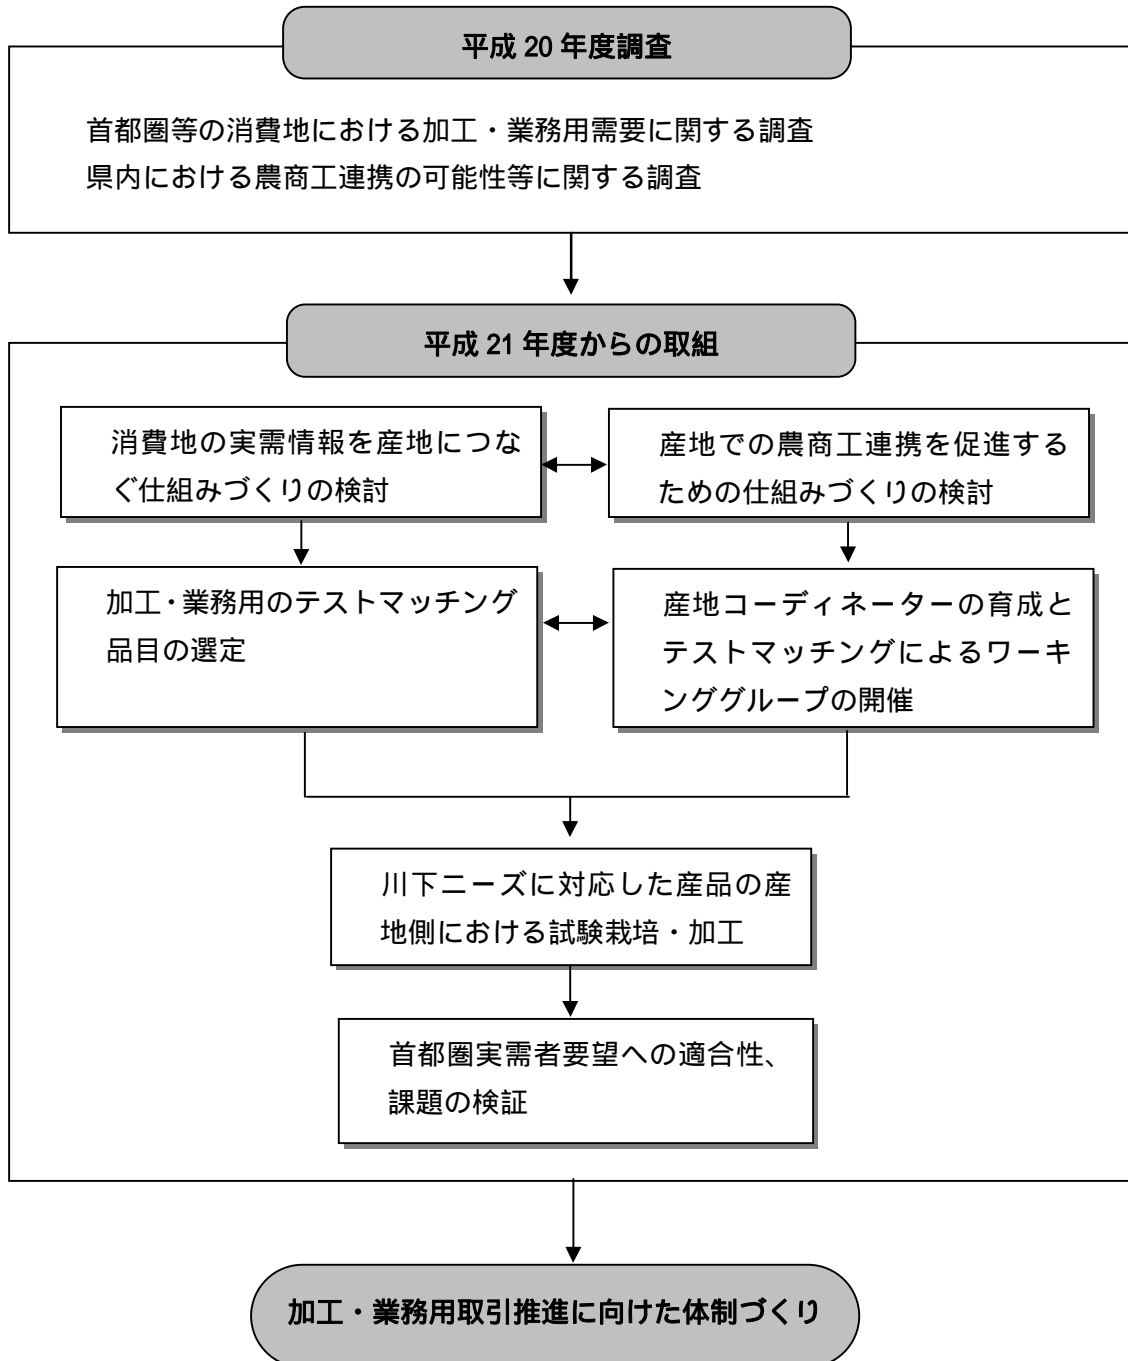 平成 20 年度調査
首都圏等の消費地における加工・業務用需要に関する調査
県内における農商工連携の可能性等に関する調査
平成 21 年度からの取組
消費地の実需情報を産地につな
ぐ仕組みづくりの検討
産地での農商工連携を促進する
ための仕組みづくりの検討
加工・業務用のテストマッチング
品目の選定
産地コーディネーターの育成と
テストマッチングによるワーキ
ンググループの開催
川下ニーズに対応した産品の産
地側における試験栽培・加工
首都圏実需者要望への適合性、
課題の検証
加工・業務用取引推進に向けた体制づくり